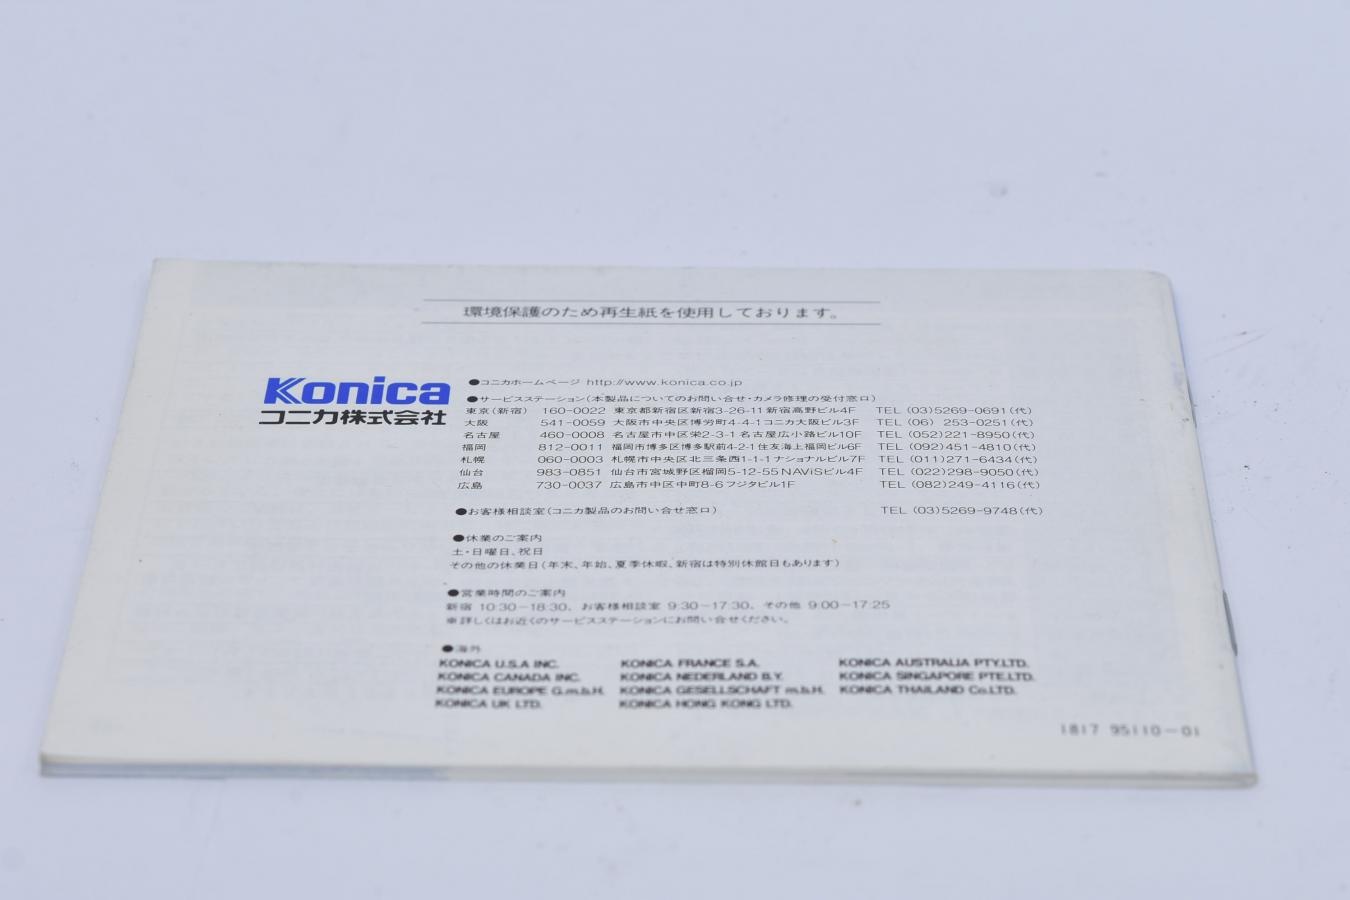 環境保護のため再生紙を使用しております。
Konica
コニカ株式会社
●コニカホームページ http://www.konica.co.jp
●サービスステーション(本製品についてのお問い合せ・カメラ修理の受付窓口)
東京(新宿) 160-0022 東京都新宿区新宿3-26-11 新宿高野ビル4F TEL (03)5269-0691(代)
大阪 541-0059 大阪市中央区博労町4-4-1 コニカ大阪ビル3F TEL (06) 253-0251(代)
名古屋 460-0008 名古屋市中区栄2-3-1 名古屋広小路ビル10F TEL (052)221-8950(代)
福岡 812-0011 福岡市博多区博多駅前4-2-1 住友海上福岡ビル6F TEL (092)451-4810(代)
札幌 060-0003 札幌市中央区北三条西1-1-1 ナショナルビル7F TEL (011)271-6434(代)
仙台 983-0851 仙台市宮城野区榴岡5-12-55 NAViSビル4F TEL (022)298-9050(代)
広島 730-0037 広島市中区中町8-6 フジタビル1F TEL (082)249-4116(代)
●お客様相談室(コニカ製品のお問い合せ窓口) TEL (03)5269-9748(代)
●休業のご案内
土・日曜日、祝日
その他の休業日(年末、年始、夏季休暇、新宿は特別休館日もあります)
●営業時間のご案内
新宿 10:30-18:30、お客様相談室 9:30-17:30、その他 9:00-17:25
※詳しくはお近くのサービスステーションにお問い合せください。
●海外
KONICA U.S.A INC. KONICA FRANCE S.A. KONICA AUSTRALIA PTY.LTD.
KONICA CANADA INC. KONICA NEDERLAND B.Y. KONICA SINGAPORE PTE.LTD.
KONICA EUROPE G.m.b.H. KONICA GESELLSCHAFT m.b.H. KONICA THAILAND Co.LTD.
KONICA UK LTD. KONICA HONG KONG LTD.
1817 95110-01